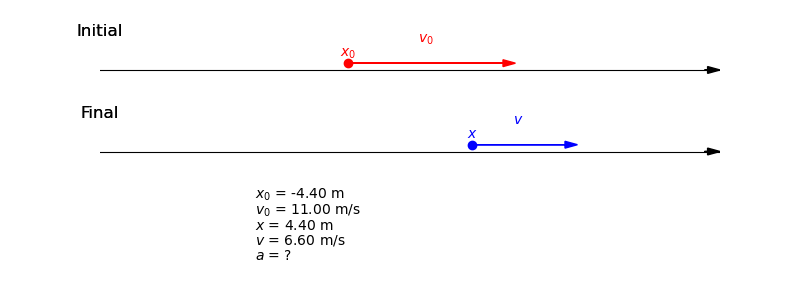 Initial
x₀
v₀
Final
x
v
x₀ = -4.40 m
v₀ = 11.00 m/s
x = 4.40 m
v = 6.60 m/s
a = ?